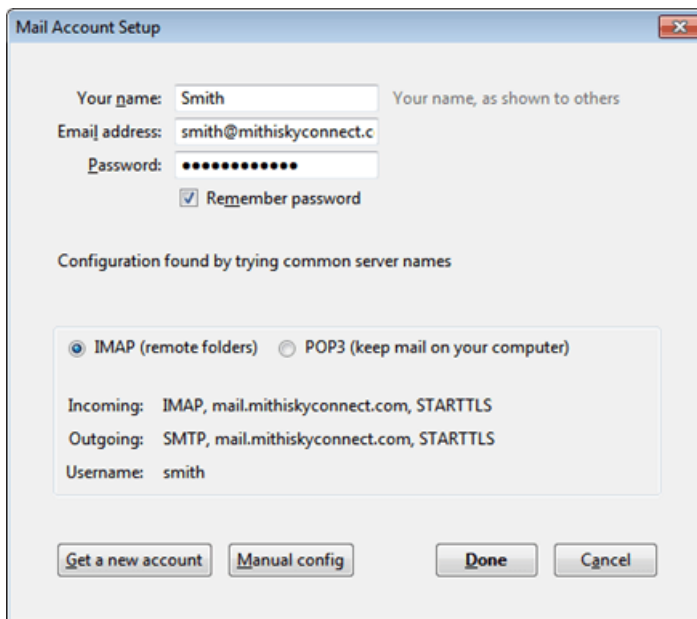 Mail Account Setup
Your name: Smith Your name, as shown to others
Email address: smith@mithiskyconnect.c
Password: ●●●●●●●●●●●●
Remember password
Configuration found by trying common server names
IMAP (remote folders) POP3 (keep mail on your computer)
Incoming: IMAP, mail.mithiskyconnect.com, STARTTLS
Outgoing: SMTP, mail.mithiskyconnect.com, STARTTLS
Username: smith
Get a new account Manual config Done Cancel